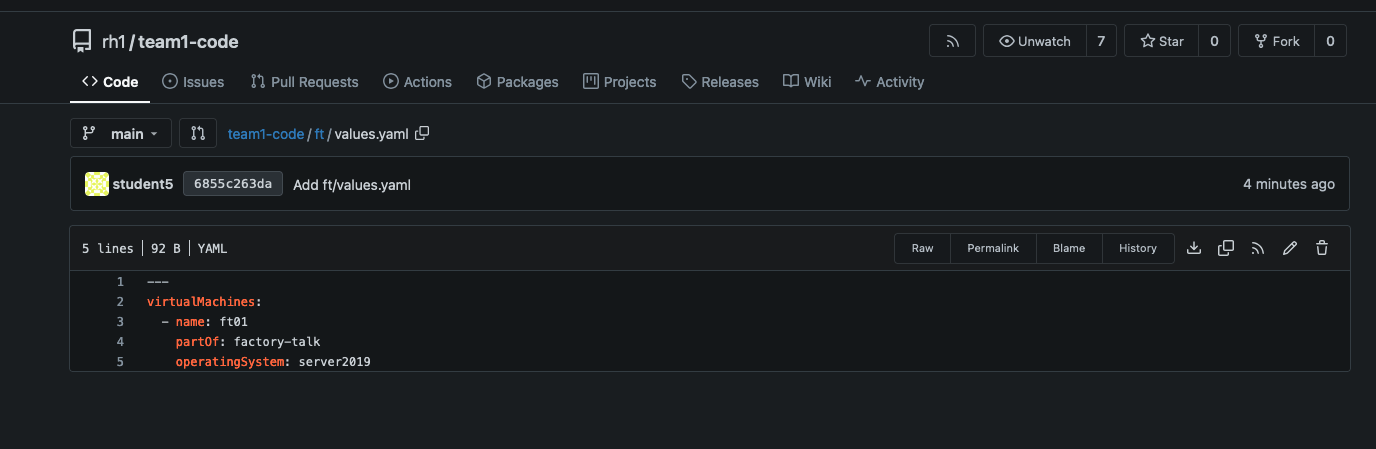 rh1/team1-code
Unwatch 7 Star 0 Fork 0
Code Issues Pull Requests Actions Packages Projects Releases Wiki Activity
main team1-code/ft/values.yaml
student5 6855c263da Add ft/values.yaml 4 minutes ago
5 lines | 92 B | YAML Raw Permalink Blame History
1 ---
2 virtualMachines:
3   - name: ft01
4     partOf: factory-talk
5     operatingSystem: server2019